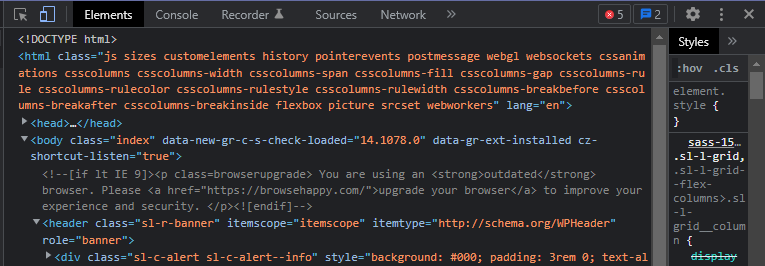 Elements Console Recorder Sources Network » 5 2
<!DOCTYPE html>
<html class="js sizes customelements history pointerevents postmessage webgl websockets cssanim
ations csscolumns csscolumns-width csscolumns-span csscolumns-fill csscolumns-gap csscolumns-ru
le csscolumns-rulecolor csscolumns-rulestyle csscolumns-rulewidth csscolumns-breakbefore csscol
umns-breakafter csscolumns-breakinside flexbox picture srcset webworkers" lang="en">
<head>…</head>
<body class="index" data-new-gr-c-s-check-loaded="14.1078.0" data-gr-ext-installed cz-
shortcut-listen="true">
<!--[if lt IE 9]><p class=browserupgrade> You are using an <strong>outdated</strong>
browser. Please <a href="https://browsehappy.com/">upgrade your browser</a> to improve your
experience and security. </p><![endif]-->
<header class="sl-r-banner" itemscope="itemscope" itemtype="http://schema.org/WPHeader"
role="banner">
<div class="sl-c-alert sl-c-alert--info" style="background: #000; padding: 3rem 0; text-al
Styles »
:hov .cls
element.
style {
}
sass-15…
.sl-l-grid,
.sl-l-grid-
-flex-
columns>.sl
-l-
grid__colum
n {
display